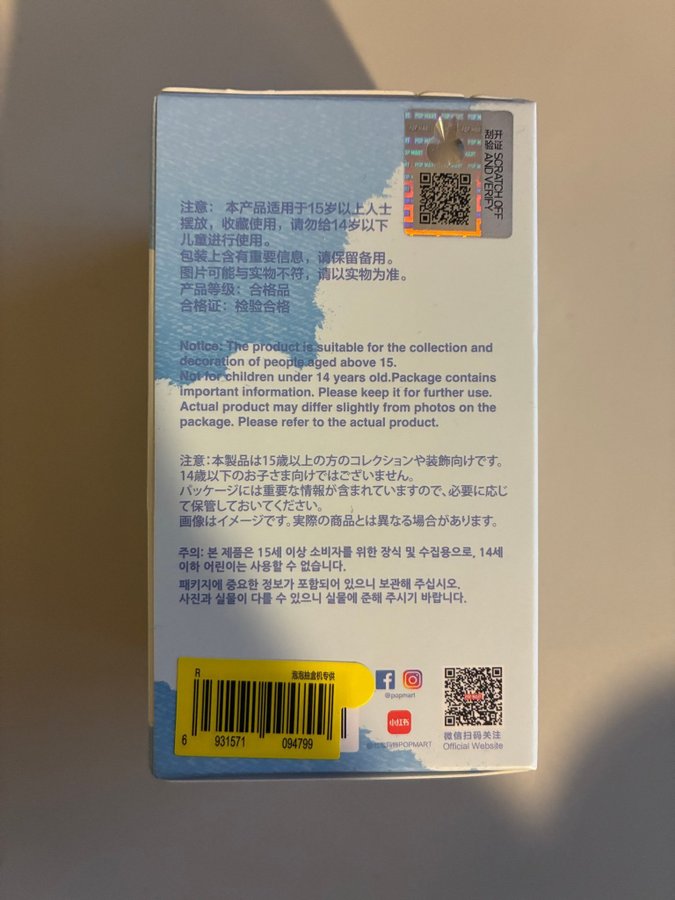 POP MART
开证 SCRATCH OFF
刮验 AND VERIFY
注意： 本产品适用于15岁以上人士
摆放，收藏使用，请勿给14岁以下
儿童进行使用。
包装上含有重要信息，请保留备用。
图片可能与实物不符，请以实物为准。
产品等级：合格品
合格证：检验合格
Notice: The product is suitable for the collection and
decoration of people aged above 15.
Not for children under 14 years old.Package contains
important information. Please keep it for further use.
Actual product may differ slightly from photos on the
package. Please refer to the actual product.
注意：本製品は15歳以上の方のコレクションや装飾向けです。
14歳以下のお子さま向けではございません。
パッケージには重要な情報が含まれていますので、必要に応じ
て保管しておいてください。
画像はイメージです。実際の商品とは異なる場合があります。
주의: 본 제품은 15세 이상 소비자를 위한 장식 및 수집용으로, 14세
이하 어린이는 사용할 수 없습니다.
패키지에 중요한 정보가 포함되어 있으니 보관해 주십시오.
사진과 실물이 다를 수 있으니 실물에 준해 주시기 바랍니다.
R 泡泡抽盒机专供
6 931571 094799
@popmart
小红书
POPMART
微信扫码关注
Official Website